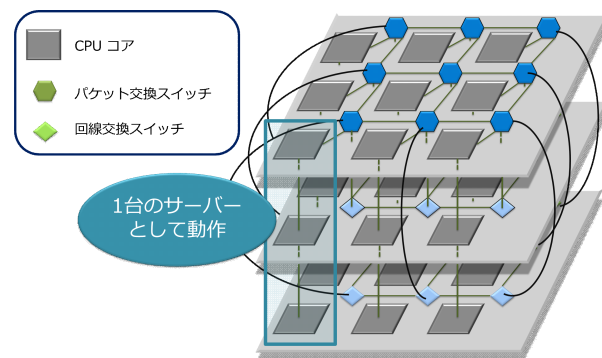 CPU コア
パケット交換スイッチ
回線交換スイッチ
1台のサーバー
として動作